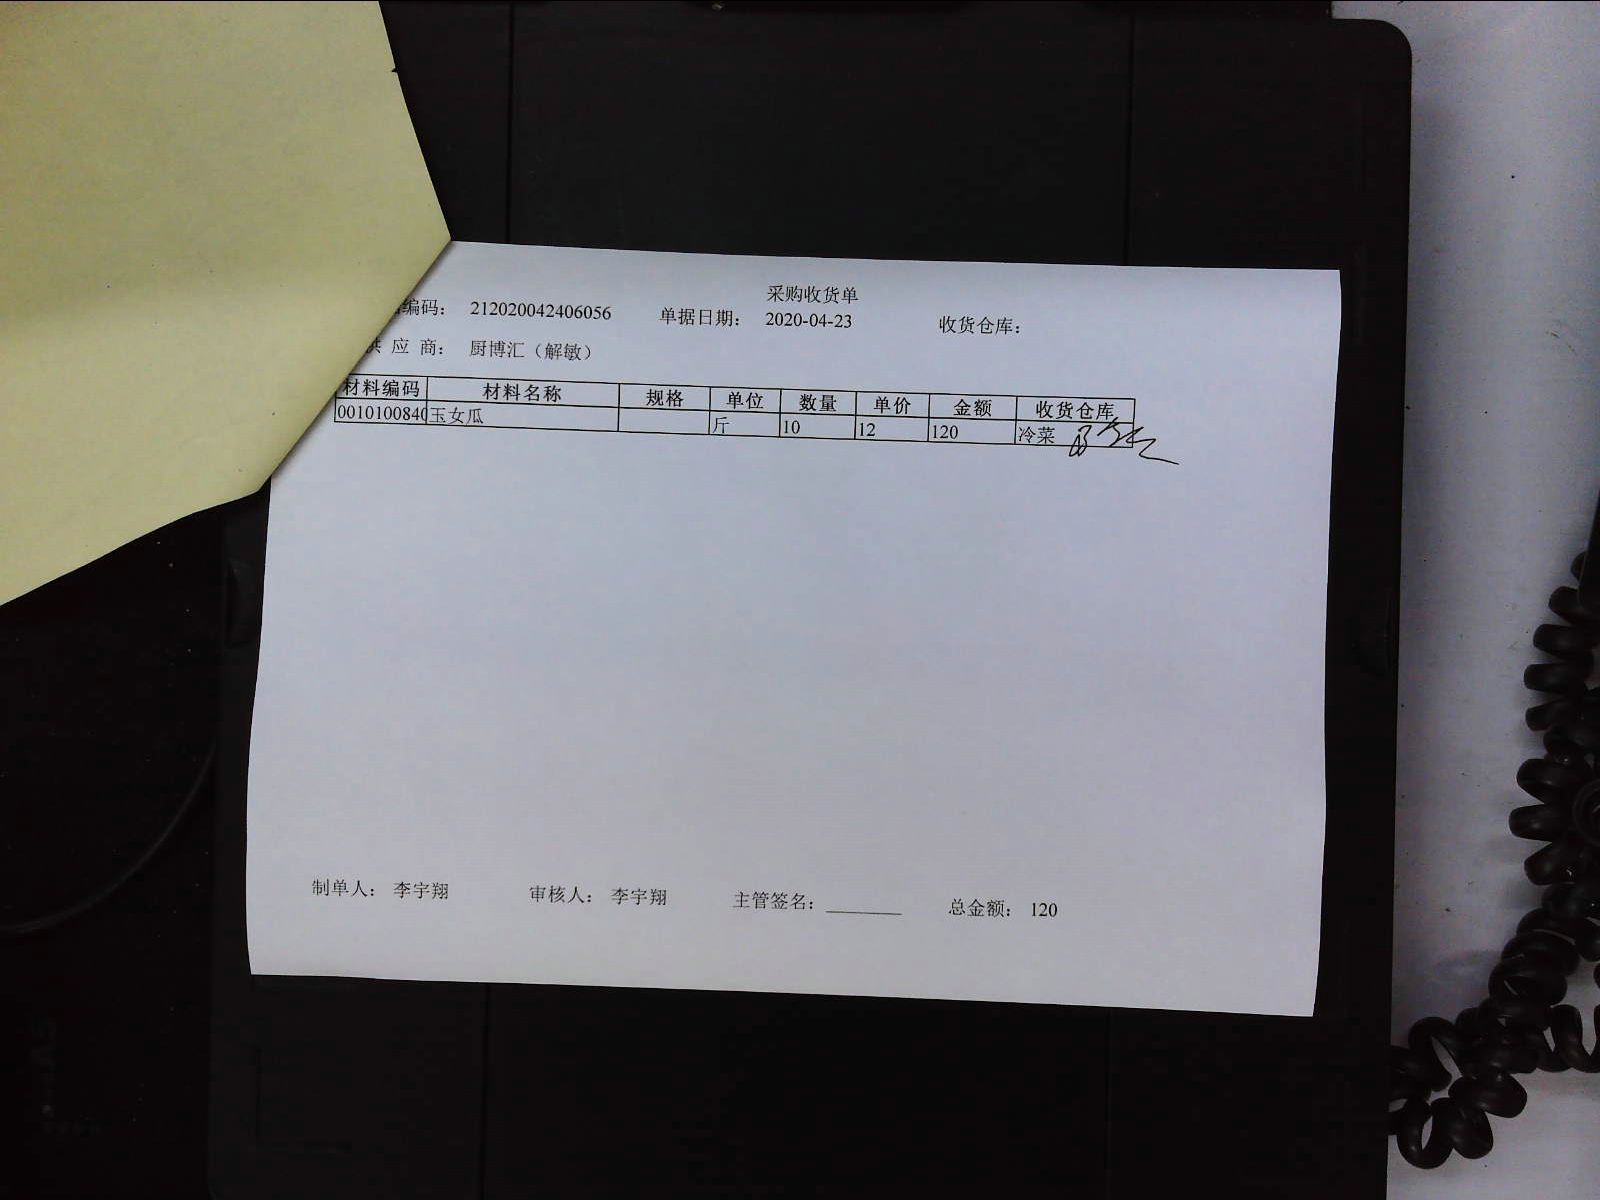 采购收货单
编码： 212020042406056 单据日期： 2020-04-23 收货仓库：
供 应 商： 厨博汇（解敏）
材料编码 材料名称 规格 单位 数量 单价 金额 收货仓库
0010100840 玉女瓜 斤 10 12 120 冷菜
制单人： 李宇翔 审核人： 李宇翔 主管签名： ________ 总金额： 120